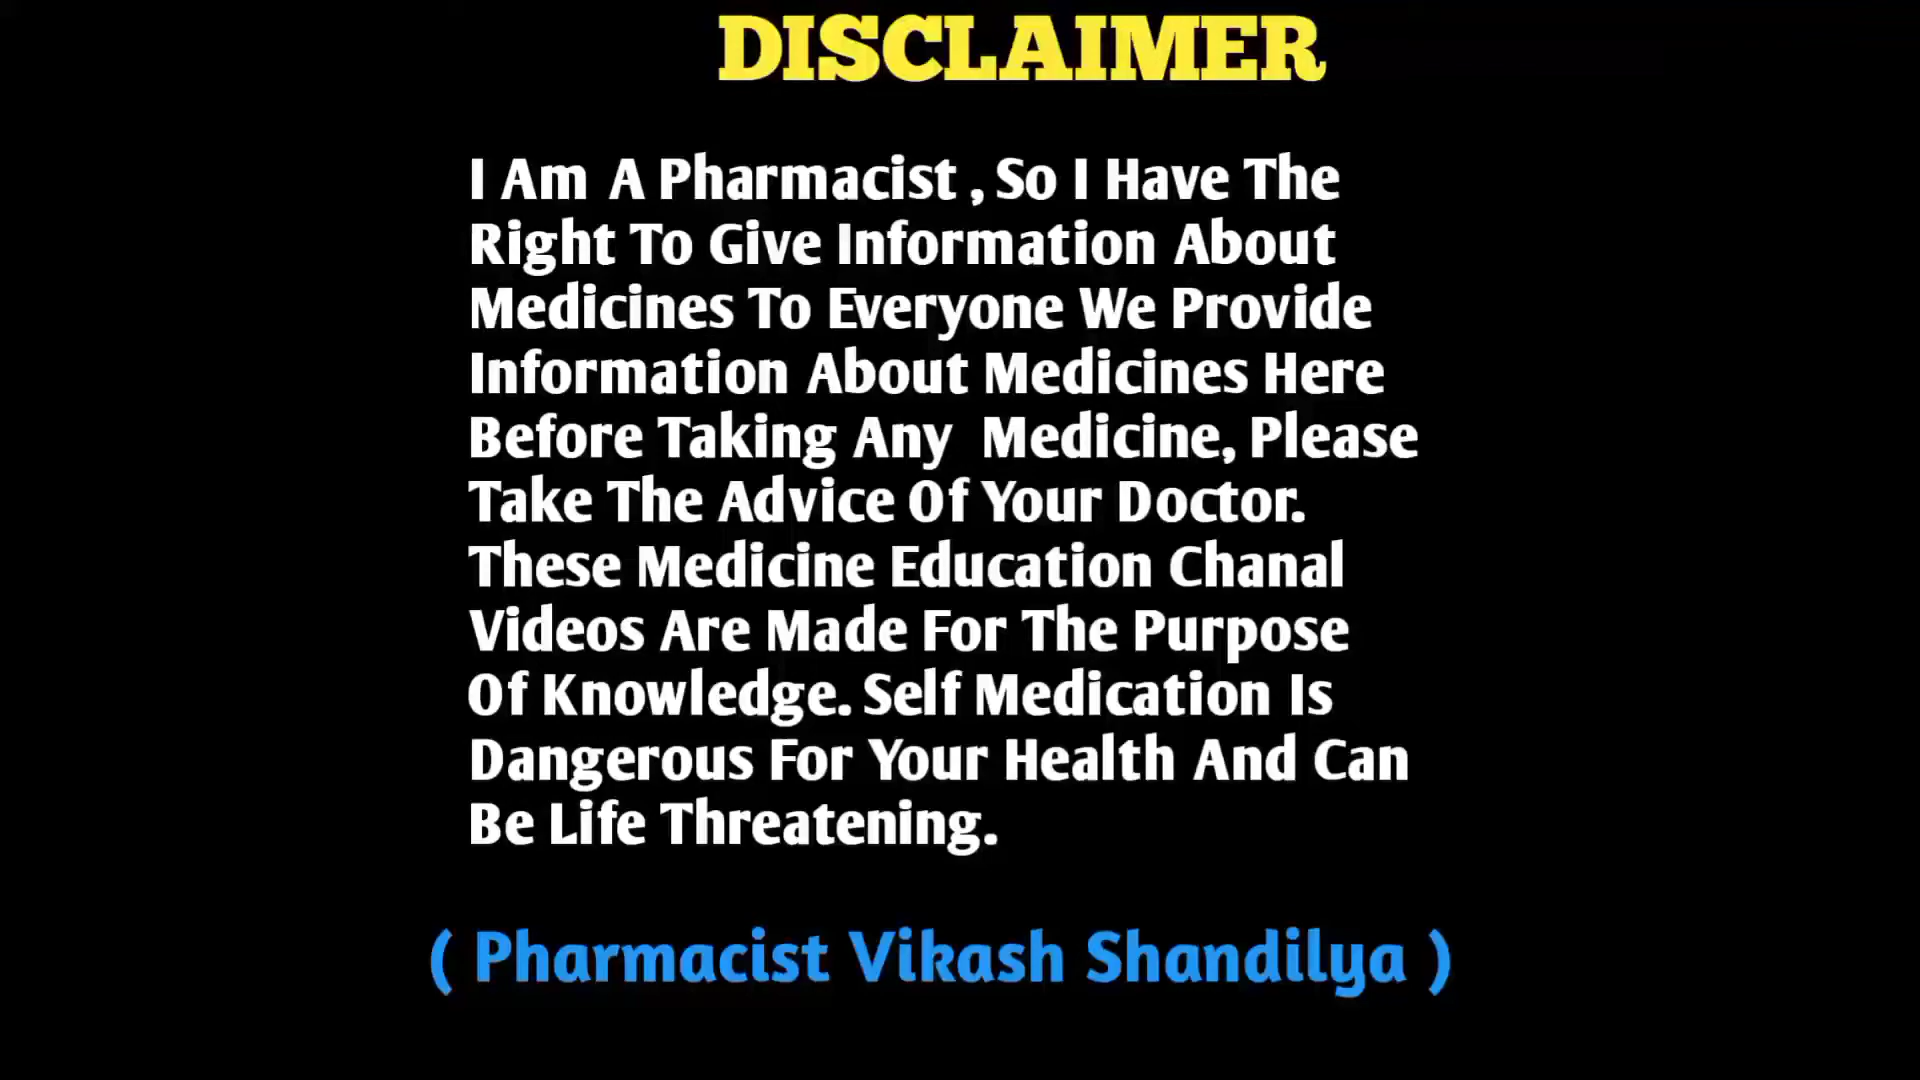 DISCLAIMER
I Am A Pharmacist , So I Have The
Right To Give Information About
Medicines To Everyone We Provide
Information About Medicines Here
Before Taking Any Medicine, Please
Take The Advice Of Your Doctor.
These Medicine Education Chanal
Videos Are Made For The Purpose
Of Knowledge. Self Medication Is
Dangerous For Your Health And Can
Be Life Threatening.
( Pharmacist Vikash Shandilya )